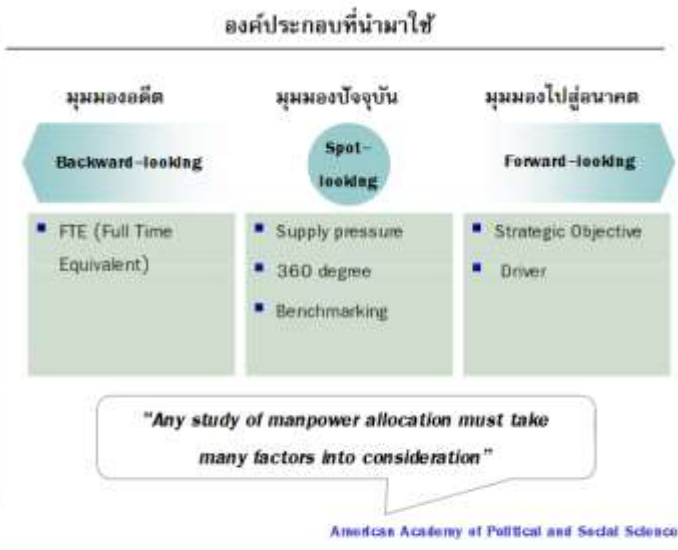 องค์ประกอบที่นำมาใช้
มุมมองอดีต
มุมมองปัจจุบัน
มุมมองไปสู่อนาคต
Backward-looking
Spot-
looking
Forward-looking
FTE (Full Time
Equivalent)
Supply pressure
360 degree
Benchmarking
Strategic Objective
Driver
"Any study of manpower allocation must take
many factors into consideration"
American Academy of Political and Social Science